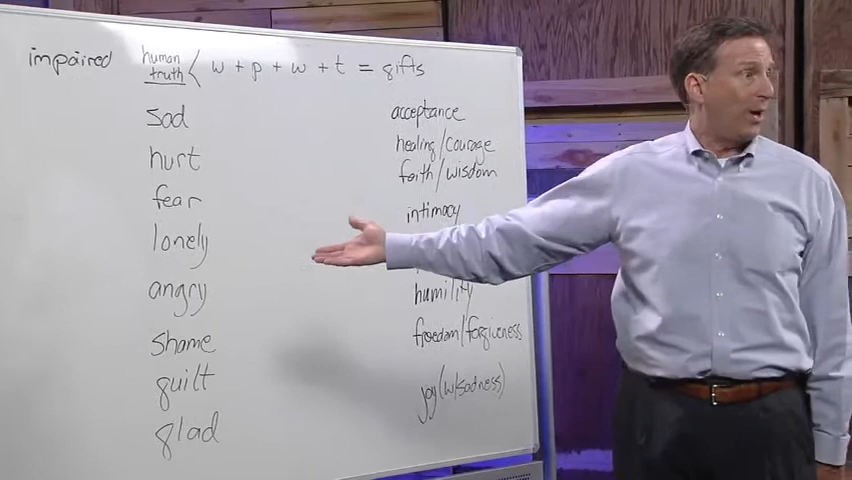 impaired human truth < w + p + w + t = gifts
sad acceptance
hurt healing/courage
fear faith/wisdom
lonely intimacy
angry
shame humility
guilt freedom/forgiveness
glad joy (w/sadness)